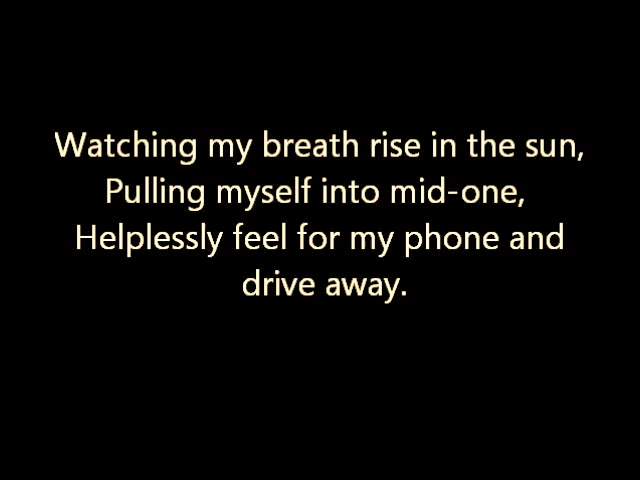 Watching my breath rise in the sun,
Pulling myself into mid-one,
Helplessly feel for my phone and
drive away.